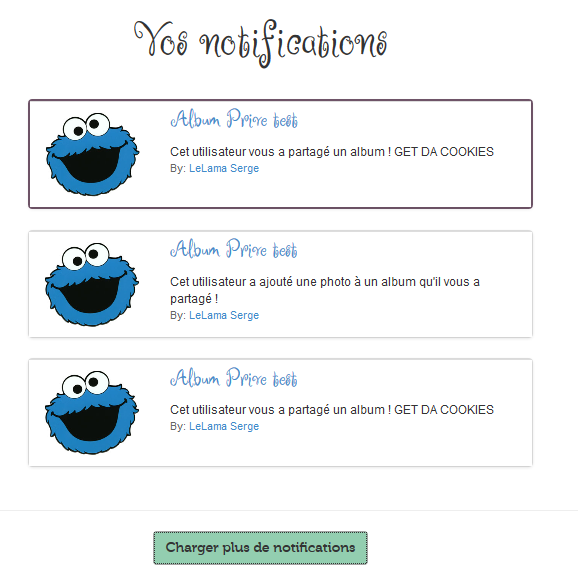 Vos notifications
Album Prive test
Cet utilisateur vous a partagé un album ! GET DA COOKIES
By: LeLama Serge
Album Prive test
Cet utilisateur a ajouté une photo à un album qu'il vous a
partagé !
By: LeLama Serge
Album Prive test
Cet utilisateur vous a partagé un album ! GET DA COOKIES
By: LeLama Serge
Charger plus de notifications